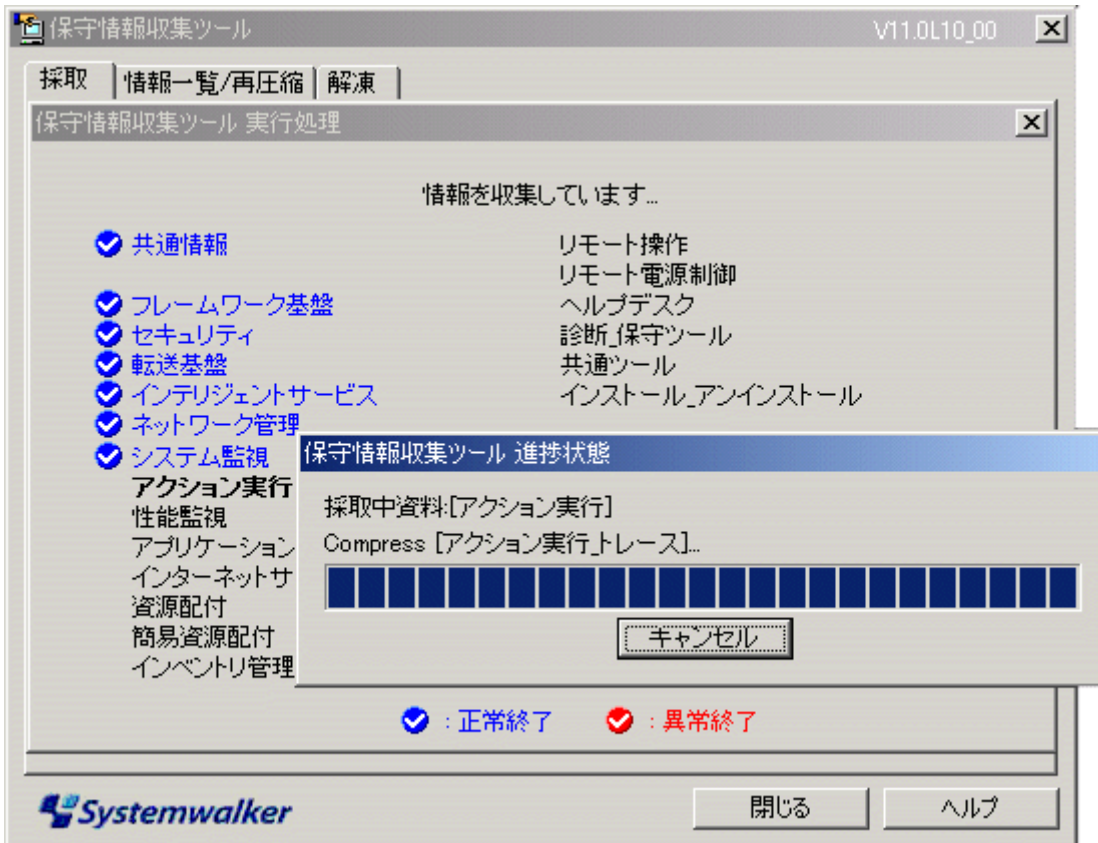 保守情報収集ツール V11.0L10_00
採取 情報一覧/再圧縮 解凍
保守情報収集ツール 実行処理
情報を収集しています...
共通情報
フレームワーク基盤
セキュリティ
転送基盤
インテリジェントサービス
ネットワーク管理
システム監視
アクション実行
性能監視
アプリケーション
インターネットサ
資源配付
簡易資源配付
インベントリ管理
リモート操作
リモート電源制御
ヘルプデスク
診断_保守ツール
共通ツール
インストール_アンインストール
保守情報収集ツール 進捗状態
採取中資料:[アクション実行]
Compress [アクション実行_トレース]...
キャンセル
:正常終了 :異常終了
Systemwalker
閉じる ヘルプ